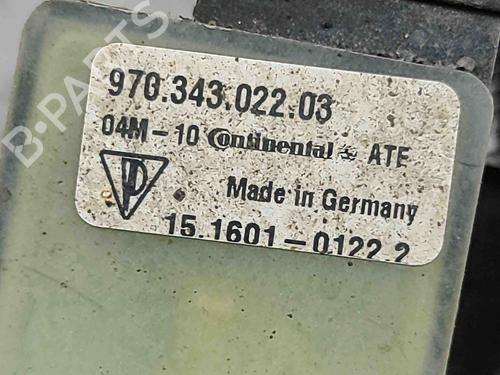 970.343.022.03
04M-10 Continental ATE
Made in Germany
15.1601-0122.2
B-PARTS